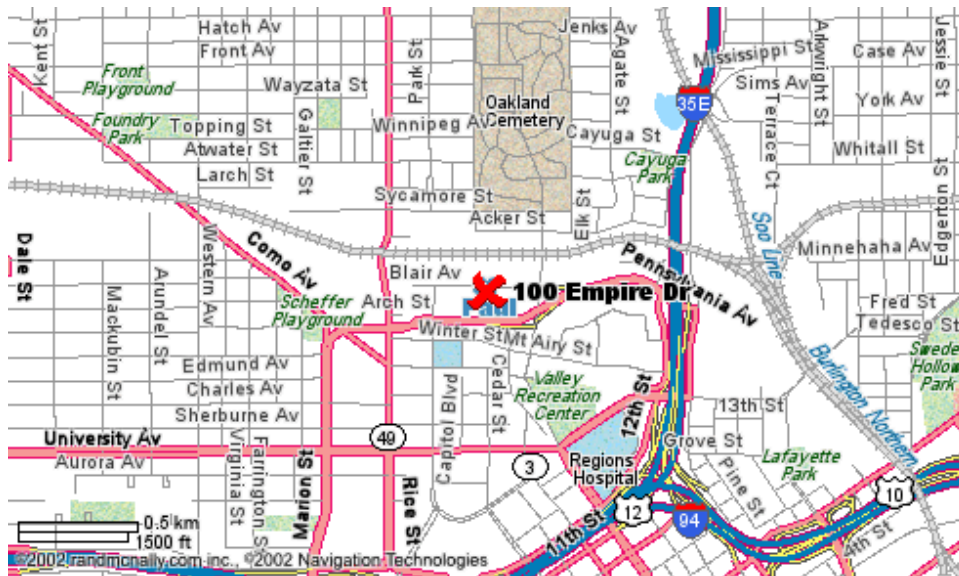 Hatch Av
Front Av
Jenks Av
Kent St
Park St
Agate St
Mississippi St
Arkwright St
Case Av
Jessie St
Front
Playground
Wayzata St
Sims Av
35E
York Av
Oakland
Cemetery
Foundry
Park
Topping St
Galtier St
Winnipeg Av
Cayuga St
Terrace Ct
Atwater St
Whitall St
Larch St
Cayuga
Park
Sycamore St
Acker St
Elk St
Edgerton St
Dale St
Western Av
Como Av
Soo Line
Minnehaha Av
Blair Av
Pennsylvania Av
Arundel St
Mackubin St
Scheffer
Playground
Arch St
100 Empire Dr
Paul
Fred St
Tedesco St
Winter St
Mt Airy St
Burlington Northern
Swede
Hollow
Park
Edmund Av
Charles Av
Sherburne Av
Capitol Blvd
Cedar St
Valley
Recreation
Center
12th St
13th St
University Av
49
Grove St
Aurora Av
Virginia St
Farrington St
Marion St
Rice St
3
Regions
Hospital
Lafayette
Park
Pine St
10
12
94
11th St
4th St
0.5 km
1500 ft
©2002 randmcnally.com inc., ©2002 Navigation Technologies